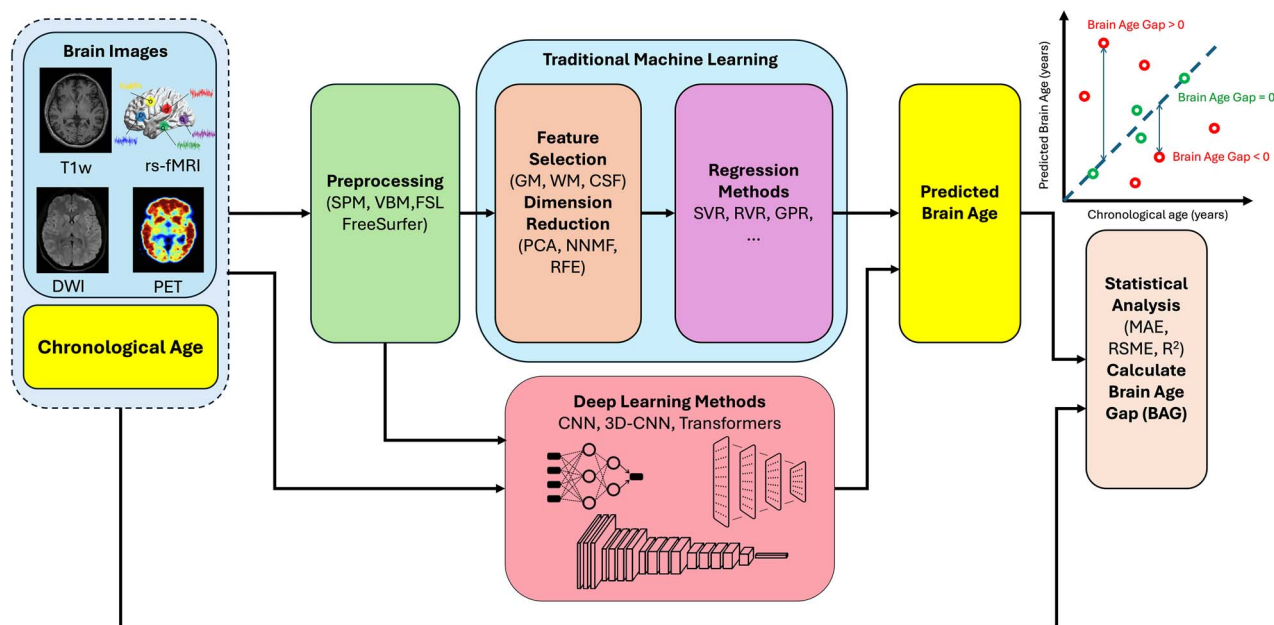 Brain Images
T1w
rs-fMRI
DWI
PET
Chronological Age
Preprocessing
(SPM, VBM,FSL
FreeSurfer)
Traditional Machine Learning
Feature
Selection
(GM, WM, CSF)
Dimension
Reduction
(PCA, NNMF,
RFE)
Regression
Methods
SVR, RVR, GPR,
...
Deep Learning Methods
CNN, 3D-CNN, Transformers
Predicted
Brain Age
Brain Age Gap > 0
Brain Age Gap = 0
Brain Age Gap < 0
Predicted Brain Age (years)
Chronological age (years)
Statistical
Analysis
(MAE,
RSME, R²)
Calculate
Brain Age
Gap (BAG)